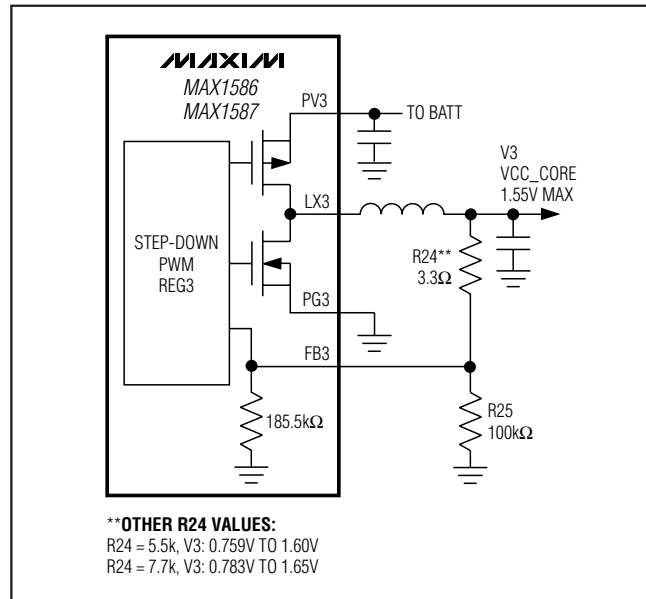 MAXIM
MAX1586
MAX1587
PV3
TO BATT
V3
VCC_CORE
1.55V MAX
LX3
STEP-DOWN
PWM
REG3
R24**
3.3Ω
PG3
FB3
185.5kΩ
R25
100kΩ
**OTHER R24 VALUES:
R24 = 5.5k, V3: 0.759V TO 1.60V
R24 = 7.7k, V3: 0.783V TO 1.65V